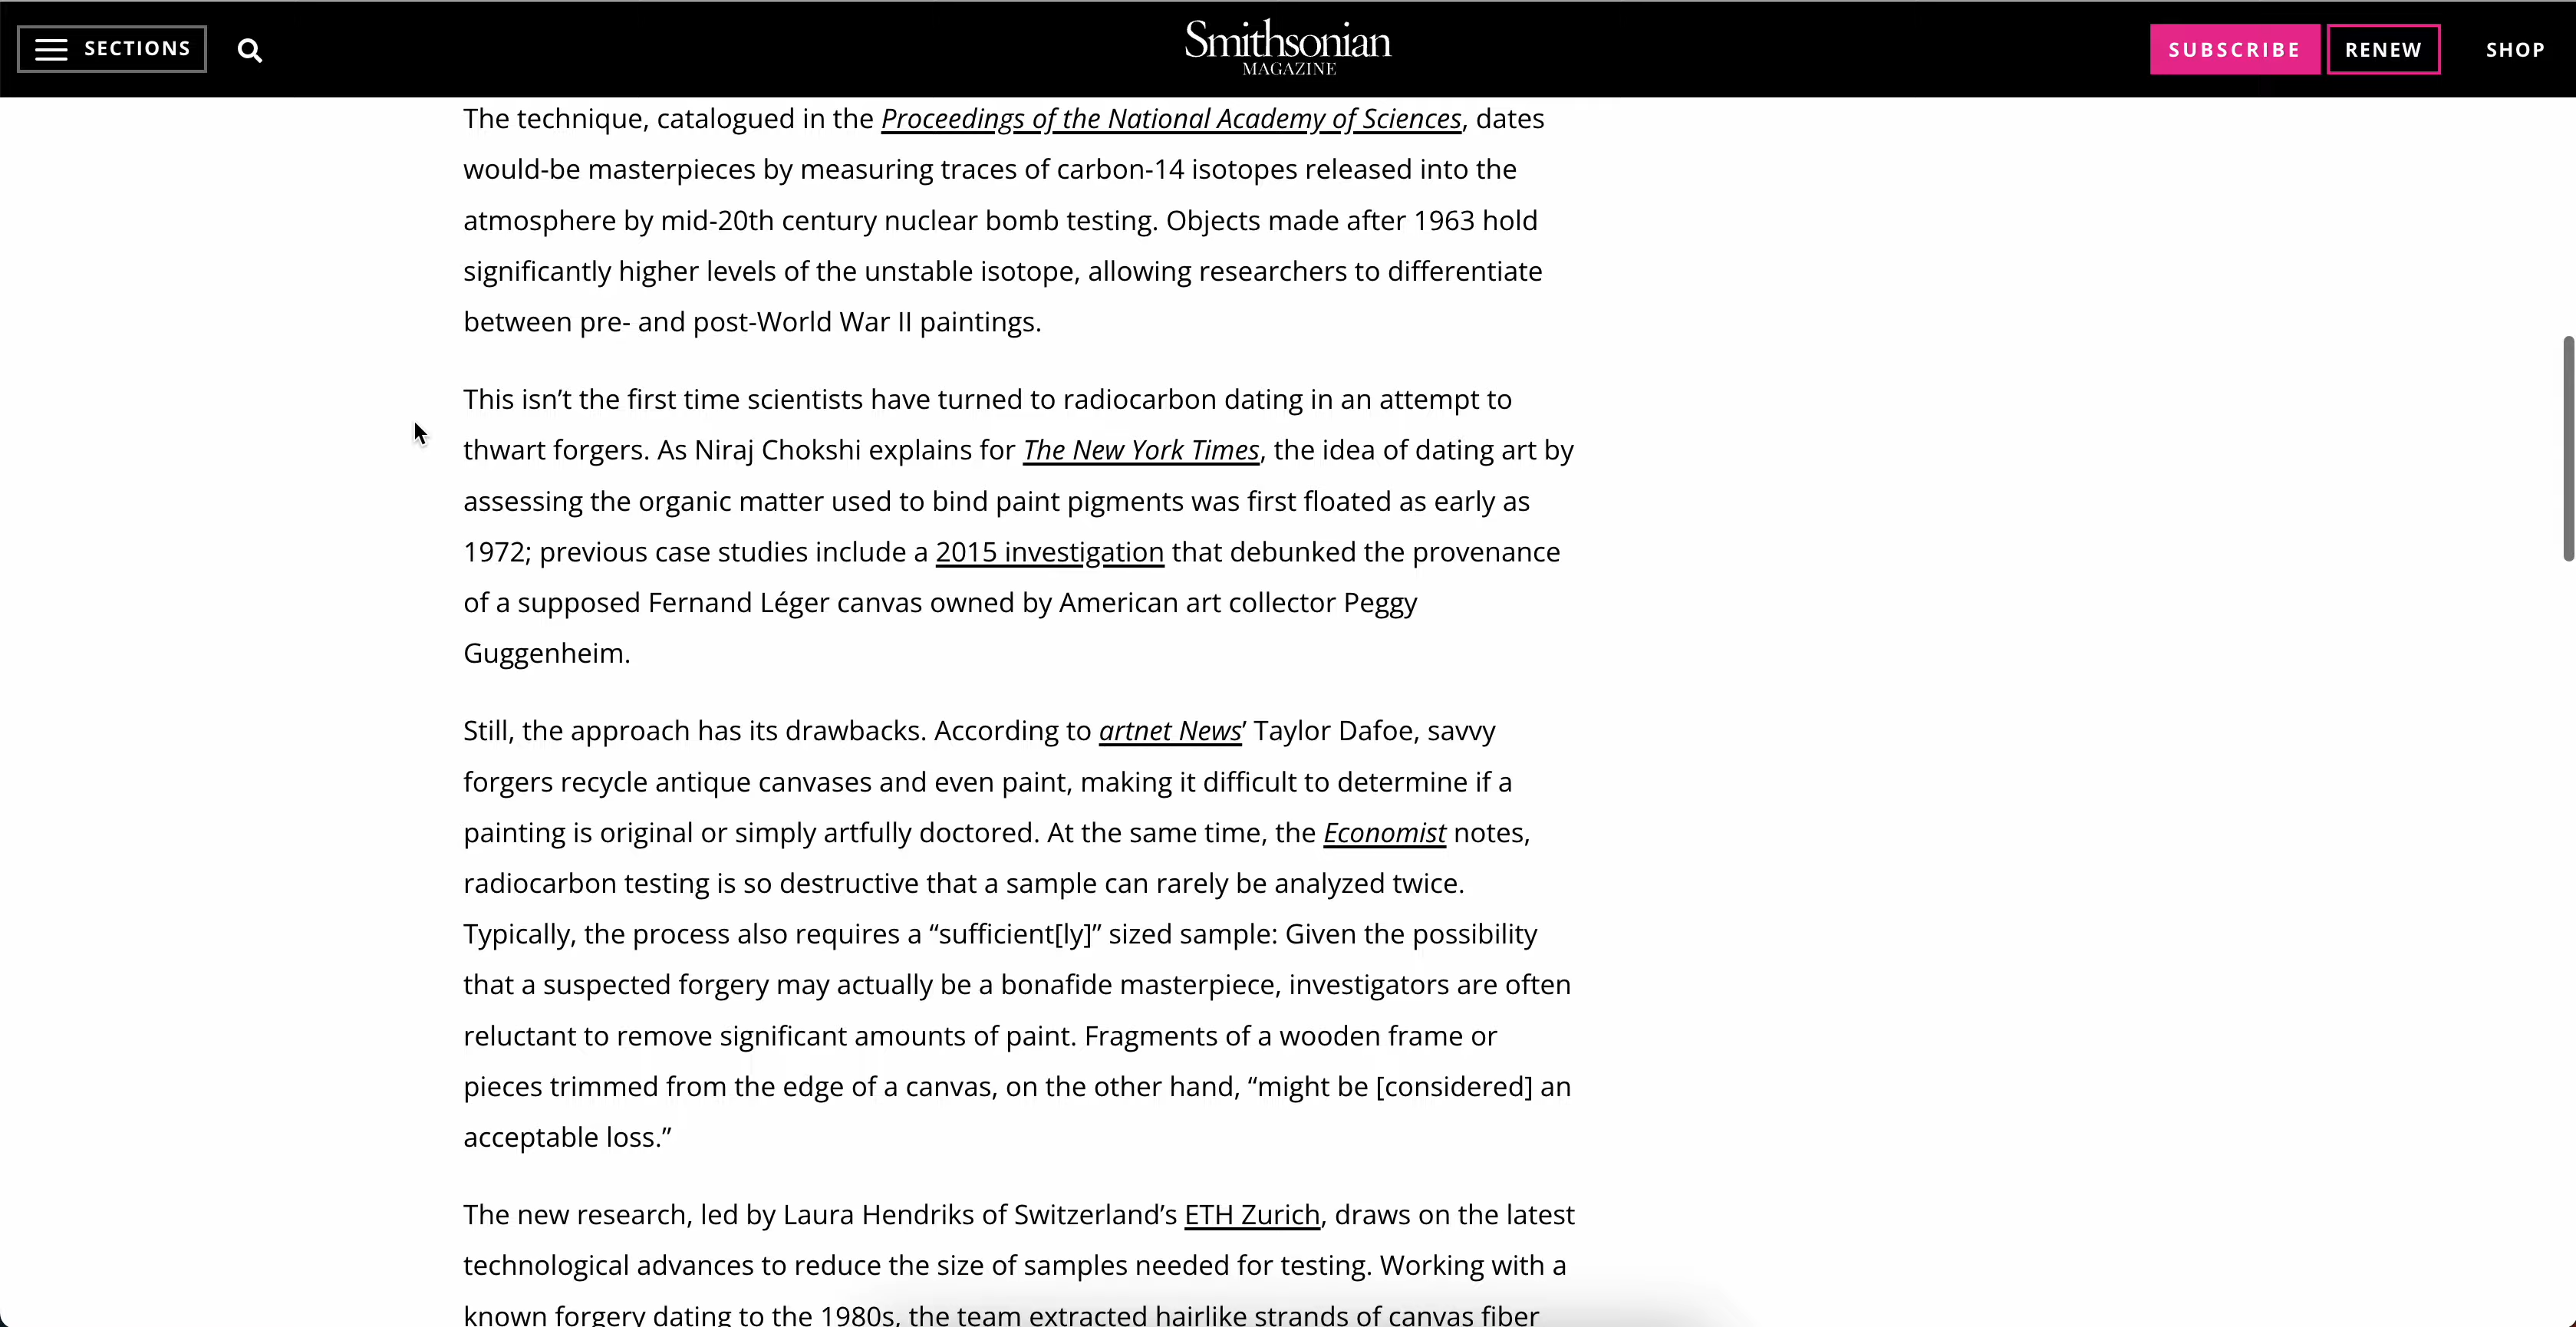 SECTIONS
Smithsonian
MAGAZINE
SUBSCRIBE
RENEW
SHOP
The technique, catalogued in the Proceedings of the National Academy of Sciences, dates
would-be masterpieces by measuring traces of carbon-14 isotopes released into the
atmosphere by mid-20th century nuclear bomb testing. Objects made after 1963 hold
significantly higher levels of the unstable isotope, allowing researchers to differentiate
between pre- and post-World War II paintings.
This isn’t the first time scientists have turned to radiocarbon dating in an attempt to
thwart forgers. As Niraj Chokshi explains for The New York Times, the idea of dating art by
assessing the organic matter used to bind paint pigments was first floated as early as
1972; previous case studies include a 2015 investigation that debunked the provenance
of a supposed Fernand Léger canvas owned by American art collector Peggy
Guggenheim.
Still, the approach has its drawbacks. According to artnet News’ Taylor Dafoe, savvy
forgers recycle antique canvases and even paint, making it difficult to determine if a
painting is original or simply artfully doctored. At the same time, the Economist notes,
radiocarbon testing is so destructive that a sample can rarely be analyzed twice.
Typically, the process also requires a “sufficient[ly]” sized sample: Given the possibility
that a suspected forgery may actually be a bonafide masterpiece, investigators are often
reluctant to remove significant amounts of paint. Fragments of a wooden frame or
pieces trimmed from the edge of a canvas, on the other hand, “might be [considered] an
acceptable loss.”
The new research, led by Laura Hendriks of Switzerland’s ETH Zurich, draws on the latest
technological advances to reduce the size of samples needed for testing. Working with a
known forgery dating to the 1980s, the team extracted hairlike strands of canvas fiber